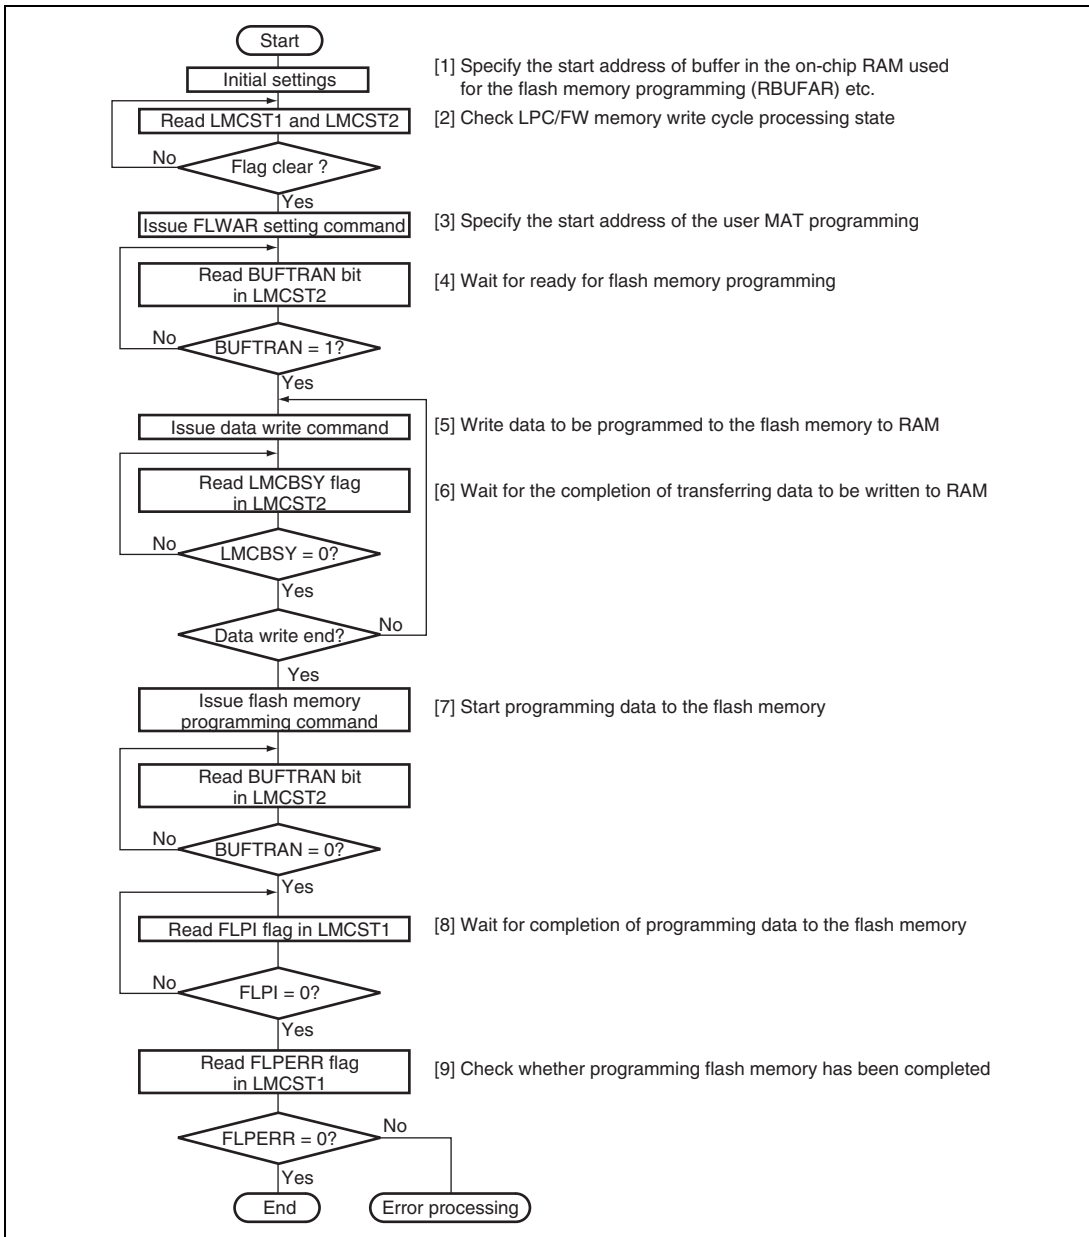 Start
Initial settings
[1] Specify the start address of buffer in the on-chip RAM used
for the flash memory programming (RBUFAR) etc.
Read LMCST1 and LMCST2
[2] Check LPC/FW memory write cycle processing state
No
Flag clear ?
Yes
Issue FLWAR setting command
[3] Specify the start address of the user MAT programming
Read BUFTRAN bit
in LMCST2
[4] Wait for ready for flash memory programming
No
BUFTRAN = 1?
Yes
Issue data write command
[5] Write data to be programmed to the flash memory to RAM
Read LMCBSY flag
in LMCST2
[6] Wait for the completion of transferring data to be written to RAM
No
LMCBSY = 0?
Yes
Data write end?
No
Yes
Issue flash memory
programming command
[7] Start programming data to the flash memory
Read BUFTRAN bit
in LMCST2
No
BUFTRAN = 0?
Yes
Read FLPI flag in LMCST1
[8] Wait for completion of programming data to the flash memory
No
FLPI = 0?
Yes
Read FLPERR flag
in LMCST1
[9] Check whether programming flash memory has been completed
FLPERR = 0?
No
Yes
End
Error processing